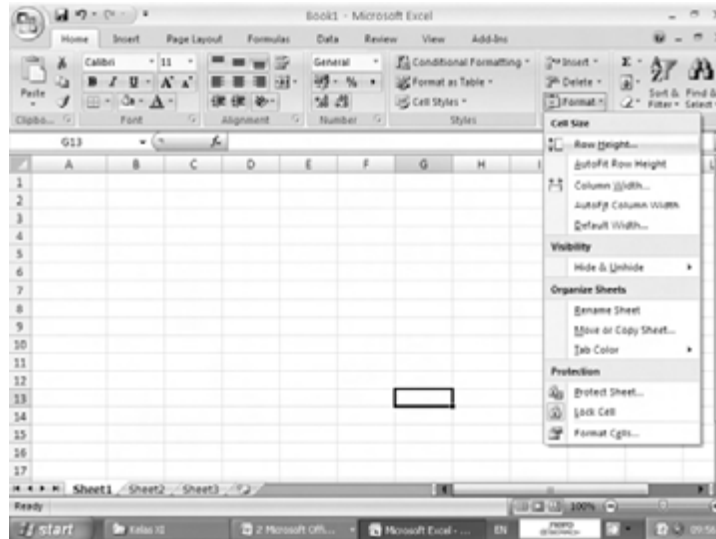 Book1 - Microsoft Excel
Home Insert Page Layout Formulas Data Review View Add-Ins
Calibri 11 General Conditional Formatting Insert
Paste B I U A A % Format as Table Delete Sort & Find &
A Cell Styles Format Filter Select
Clipbo... Font Alignment Number Styles
G13 fx
Cell Size
Row Height...
AutoFit Row Height
Column Width...
AutoFit Column Width
Default Width...
Visibility
Hide & Unhide
Organize Sheets
Rename Sheet
Move or Copy Sheet...
Tab Color
Protection
Protect Sheet...
Lock Cell
Format Cells...
A B C D E F G H I L
1
2
3
4
5
6
7
8
9
10
11
12
13
14
15
16
17
Sheet1 Sheet2 Sheet3
Ready 100%
start Kelas XI 2 Microsoft Offi... Microsoft Excel - ... EN 09:56